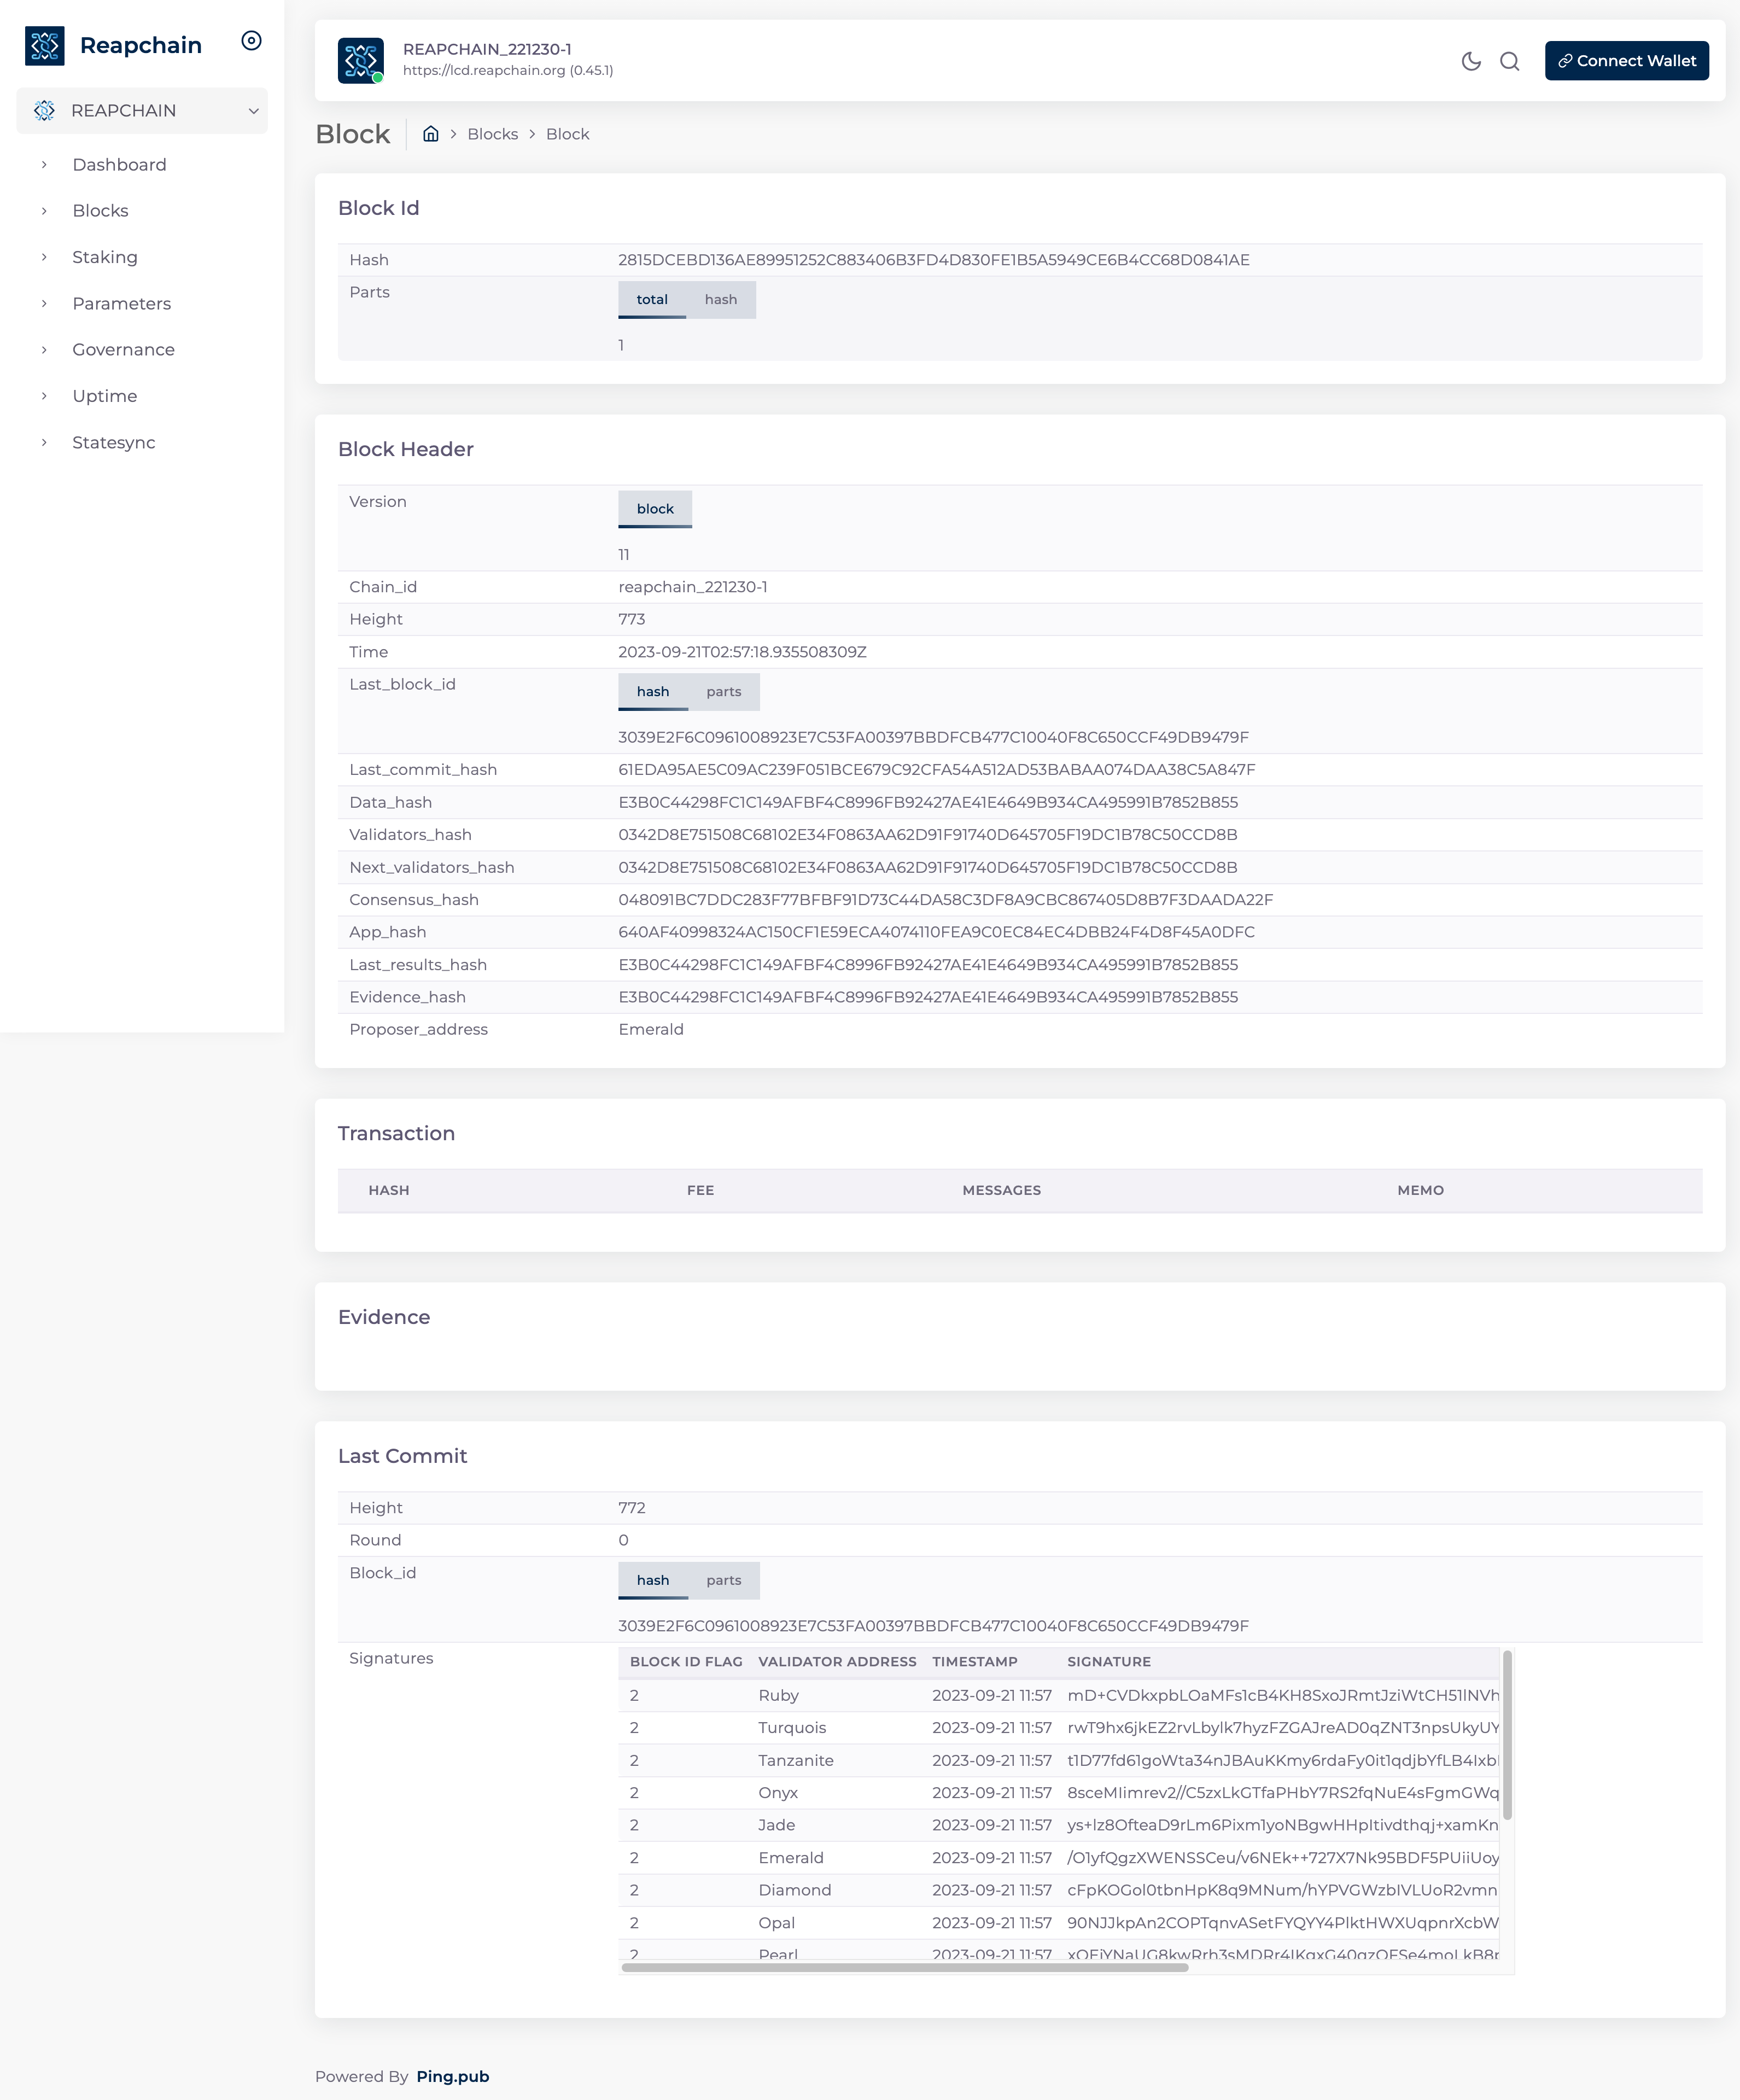 Reapchain
REAPCHAIN
Dashboard
Blocks
Staking
Parameters
Governance
Uptime
Statesync
REAPCHAIN_221230-1
https://lcd.reapchain.org (0.45.1)
Connect Wallet
Block
Blocks
Block
Block Id
Hash 2815DCEBD136AE89951252C883406B3FD4D830FE1B5A5949CE6B4CC68D0841AE
Parts total hash
1
Block Header
Version block
11
Chain_id reapchain_221230-1
Height 773
Time 2023-09-21T02:57:18.935508309Z
Last_block_id hash parts
3039E2F6C0961008923E7C53FA00397BBDFCB477C10040F8C650CCF49DB9479F
Last_commit_hash 61EDA95AE5C09AC239F051BCE679C92CFA54A512AD53BABAA074DAA38C5A847F
Data_hash E3B0C44298FC1C149AFBF4C8996FB92427AE41E4649B934CA495991B7852B855
Validators_hash 0342D8E751508C68102E34F0863AA62D91F91740D645705F19DC1B78C50CCD8B
Next_validators_hash 0342D8E751508C68102E34F0863AA62D91F91740D645705F19DC1B78C50CCD8B
Consensus_hash 048091BC7DDC283F77BFBF91D73C44DA58C3DF8A9CBC867405D8B7F3DAADA22F
App_hash 640AF40998324AC150CF1E59ECA4074110FEA9C0EC84EC4DBB24F4D8F45A0DFC
Last_results_hash E3B0C44298FC1C149AFBF4C8996FB92427AE41E4649B934CA495991B7852B855
Evidence_hash E3B0C44298FC1C149AFBF4C8996FB92427AE41E4649B934CA495991B7852B855
Proposer_address Emerald
Transaction
HASH FEE MESSAGES MEMO
Evidence
Last Commit
Height 772
Round 0
Block_id hash parts
3039E2F6C0961008923E7C53FA00397BBDFCB477C10040F8C650CCF49DB9479F
Signatures
BLOCK ID FLAG VALIDATOR ADDRESS TIMESTAMP SIGNATURE
2 Ruby 2023-09-21 11:57 mD+CVDkxpbLOaMFs1cB4KH8SxoJRmtJziWtCH51lNVh
2 Turquois 2023-09-21 11:57 rwT9hx6jkEZ2rvLbylk7hyzFZGAJreAD0qZNT3npsUkyUY
2 Tanzanite 2023-09-21 11:57 t1D77fd61goWta34nJBAuKKmy6rdaFy0it1qdjbYfLB4Ixb
2 Onyx 2023-09-21 11:57 8sceMIimrev2//C5zxLkGTfaPHbY7RS2fqNuE4sFgmGWq
2 Jade 2023-09-21 11:57 ys+lz8OfteaD9rLm6Pixm1yoNBgwHHpItivdthqj+xamKn
2 Emerald 2023-09-21 11:57 /O1yfQgzXWENSSCeu/v6NEk++727X7Nk95BDF5PUiiUoy
2 Diamond 2023-09-21 11:57 cFpKOGol0tbnHpK8q9MNum/hYPVGWzbIVLUoR2vmn
2 Opal 2023-09-21 11:57 90NJJkpAn2COPTqnvASetFYQYY4PlktHWXUqpnrXcbW
2 Pearl 2023-09-21 11:57
Powered By Ping.pub